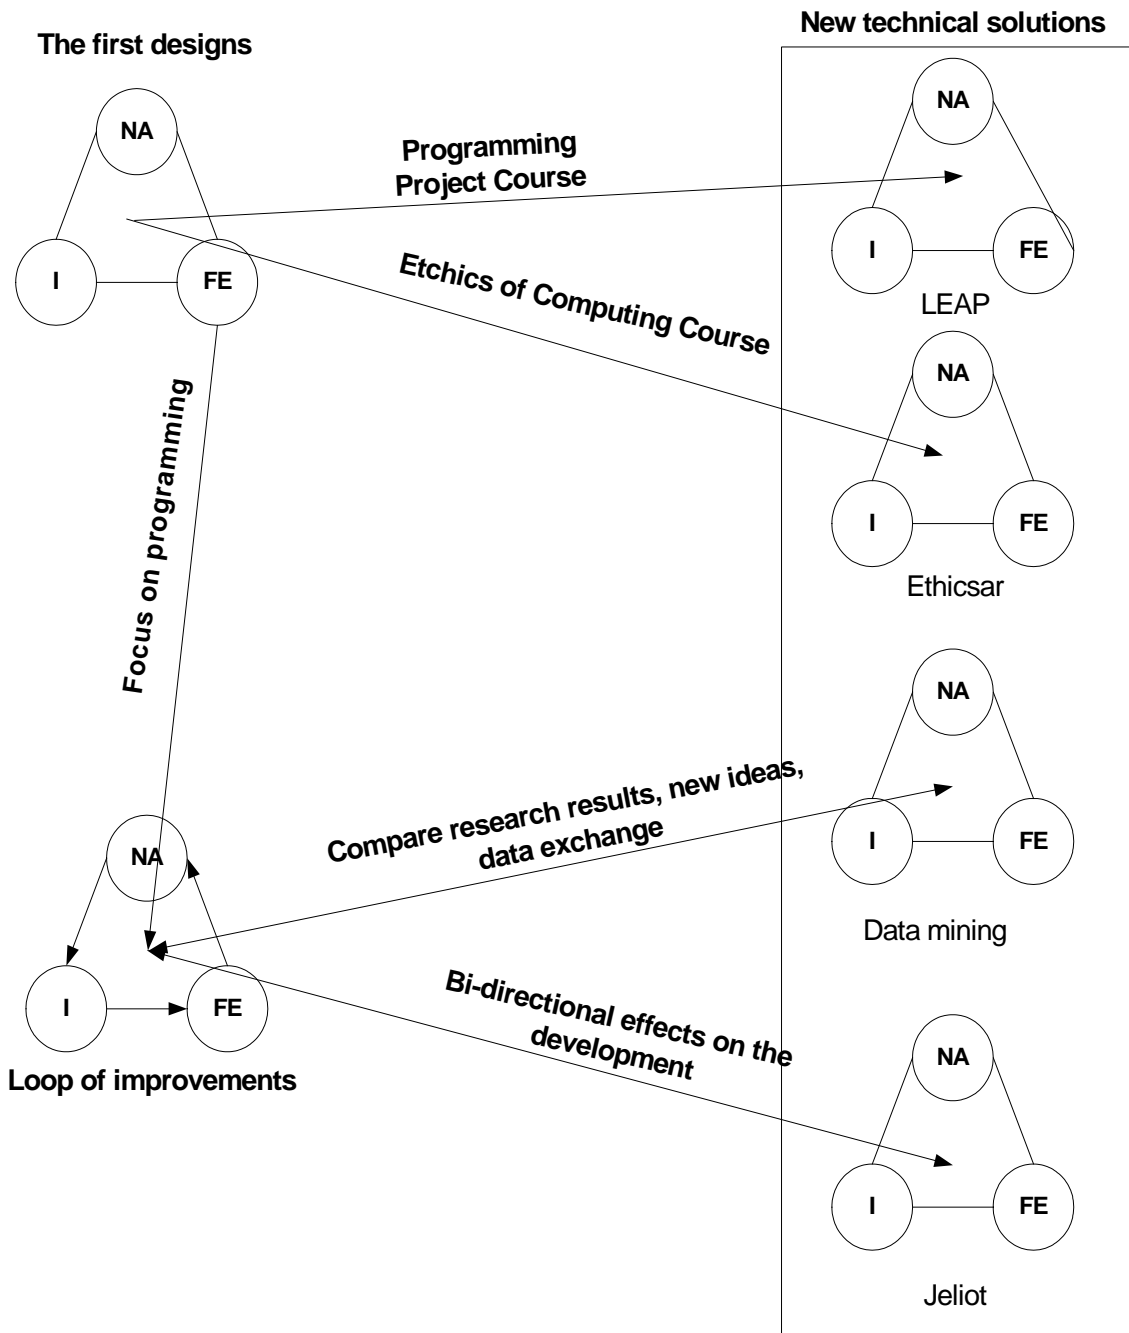 The first designs
New technical solutions
NA
I
FE
Programming
Project Course
Etchics of Computing Course
NA
I
FE
LEAP
NA
I
FE
Ethicsar
Focus on programming
NA
I
FE
Data mining
Compare research results, new ideas,
data exchange
NA
I
FE
Loop of improvements
Bi-directional effects on the
development
NA
I
FE
Jeliot